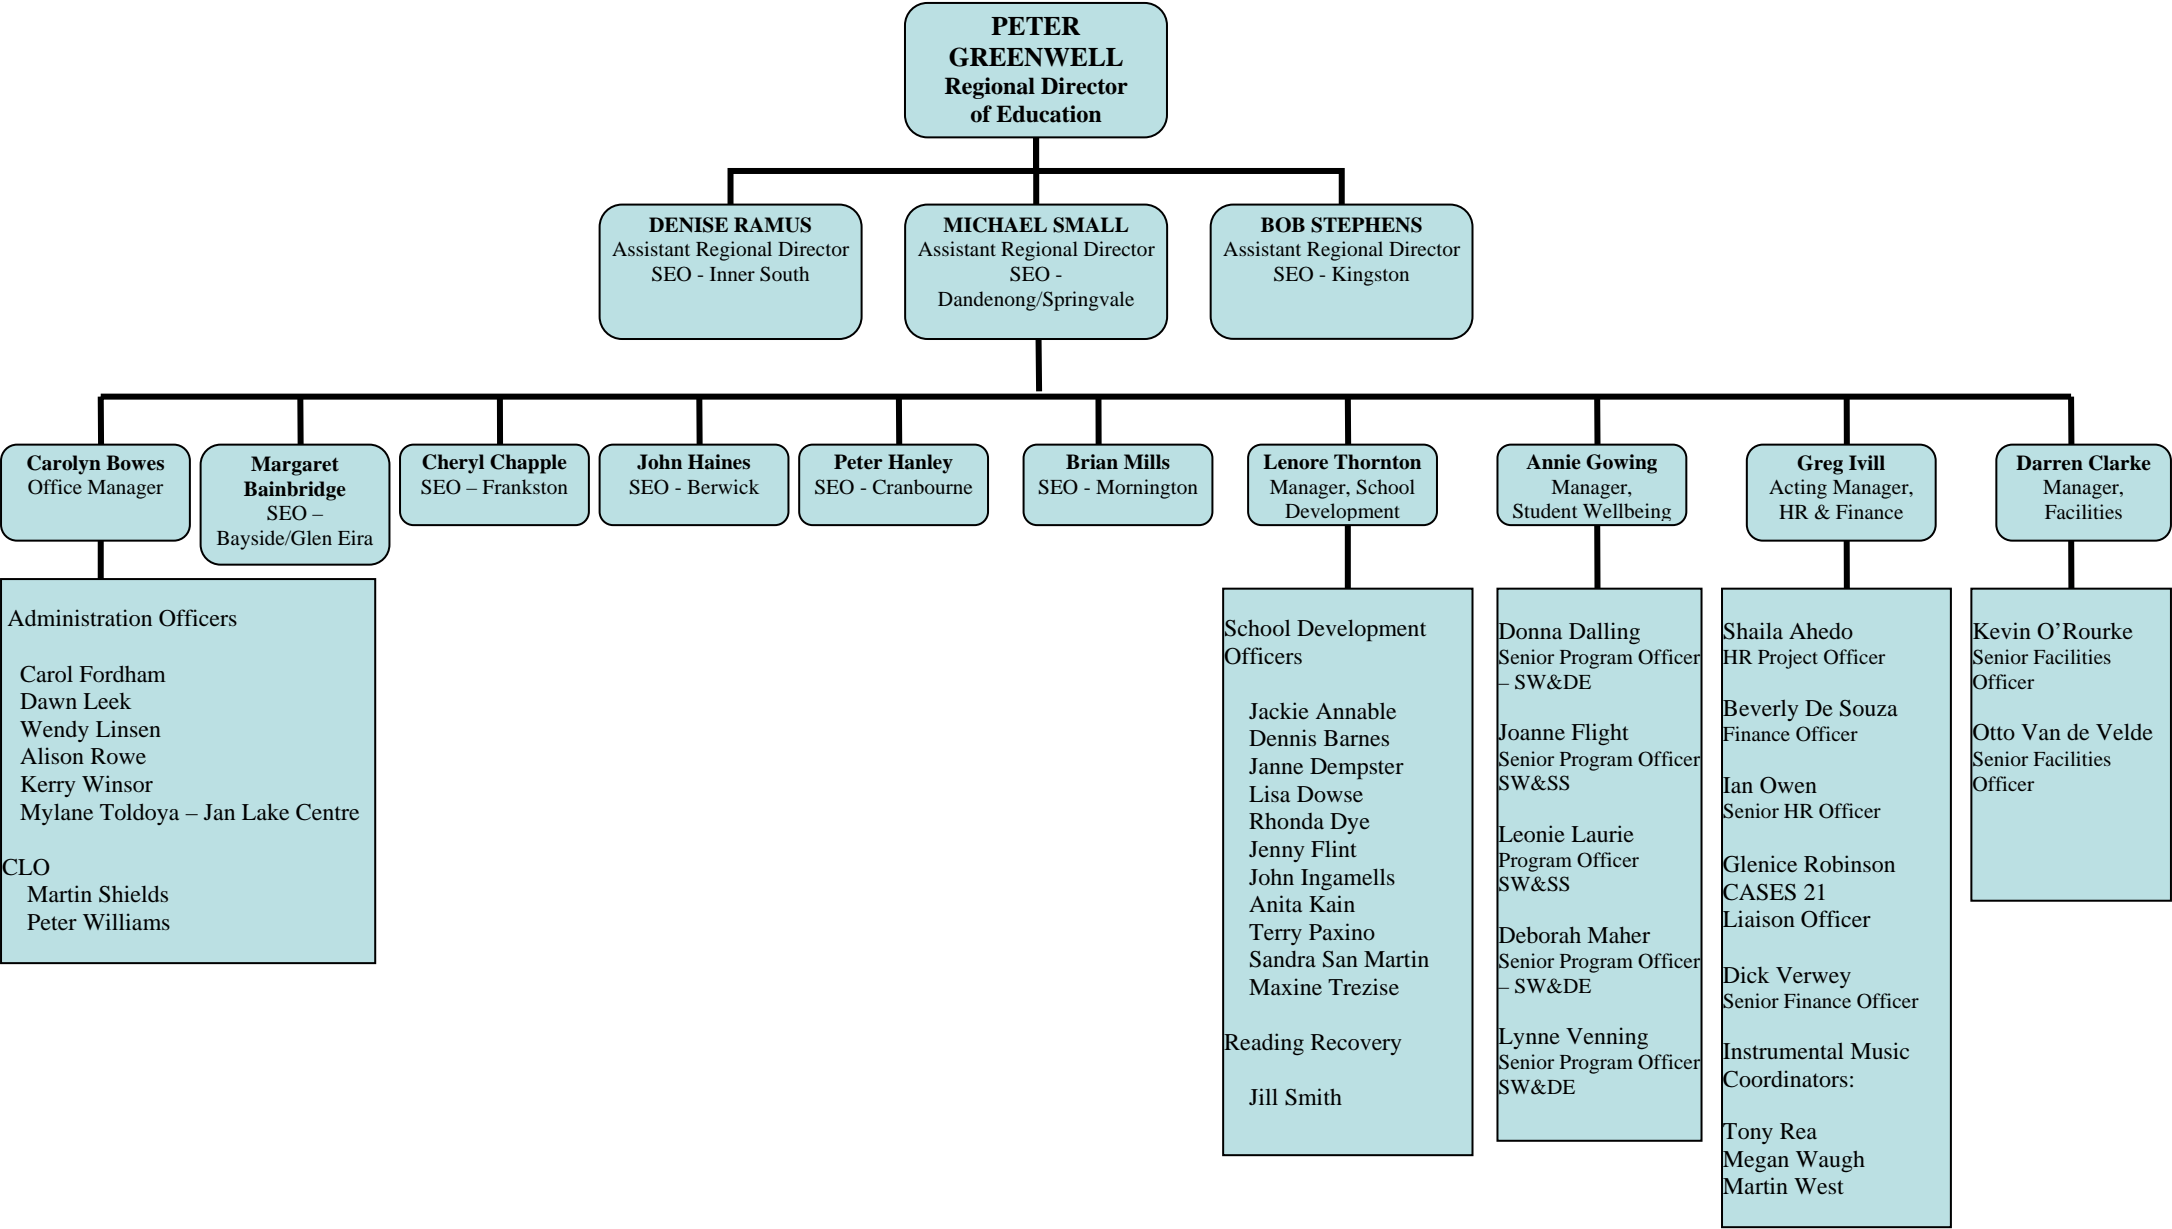 PETER
GREENWELL
Regional Director
of Education
DENISE RAMUS
Assistant Regional Director
SEO - Inner South
MICHAEL SMALL
Assistant Regional Director
SEO -
Dandenong/Springvale
BOB STEPHENS
Assistant Regional Director
SEO - Kingston
Carolyn Bowes
Office Manager
Margaret
Bainbridge
SEO –
Bayside/Glen Eira
Cheryl Chapple
SEO – Frankston
John Haines
SEO - Berwick
Peter Hanley
SEO - Cranbourne
Brian Mills
SEO - Mornington
Lenore Thornton
Manager, School
Development
Annie Gowing
Manager,
Student Wellbeing
Greg Ivill
Acting Manager,
HR & Finance
Darren Clarke
Manager,
Facilities
Administration Officers
Carol Fordham
Dawn Leek
Wendy Linsen
Alison Rowe
Kerry Winsor
Mylane Toldoya – Jan Lake Centre
CLO
Martin Shields
Peter Williams
School Development
Officers
Jackie Annable
Dennis Barnes
Janne Dempster
Lisa Dowse
Rhonda Dye
Jenny Flint
John Ingamells
Anita Kain
Terry Paxino
Sandra San Martin
Maxine Trezise
Reading Recovery
Jill Smith
Donna Dalling
Senior Program Officer
– SW&DE
Joanne Flight
Senior Program Officer
SW&SS
Leonie Laurie
Program Officer
SW&SS
Deborah Maher
Senior Program Officer
– SW&DE
Lynne Venning
Senior Program Officer
SW&DE
Shaila Ahedo
HR Project Officer
Beverly De Souza
Finance Officer
Ian Owen
Senior HR Officer
Glenice Robinson
CASES 21
Liaison Officer
Dick Verwey
Senior Finance Officer
Instrumental Music
Coordinators:
Tony Rea
Megan Waugh
Martin West
Kevin O’Rourke
Senior Facilities
Officer
Otto Van de Velde
Senior Facilities
Officer